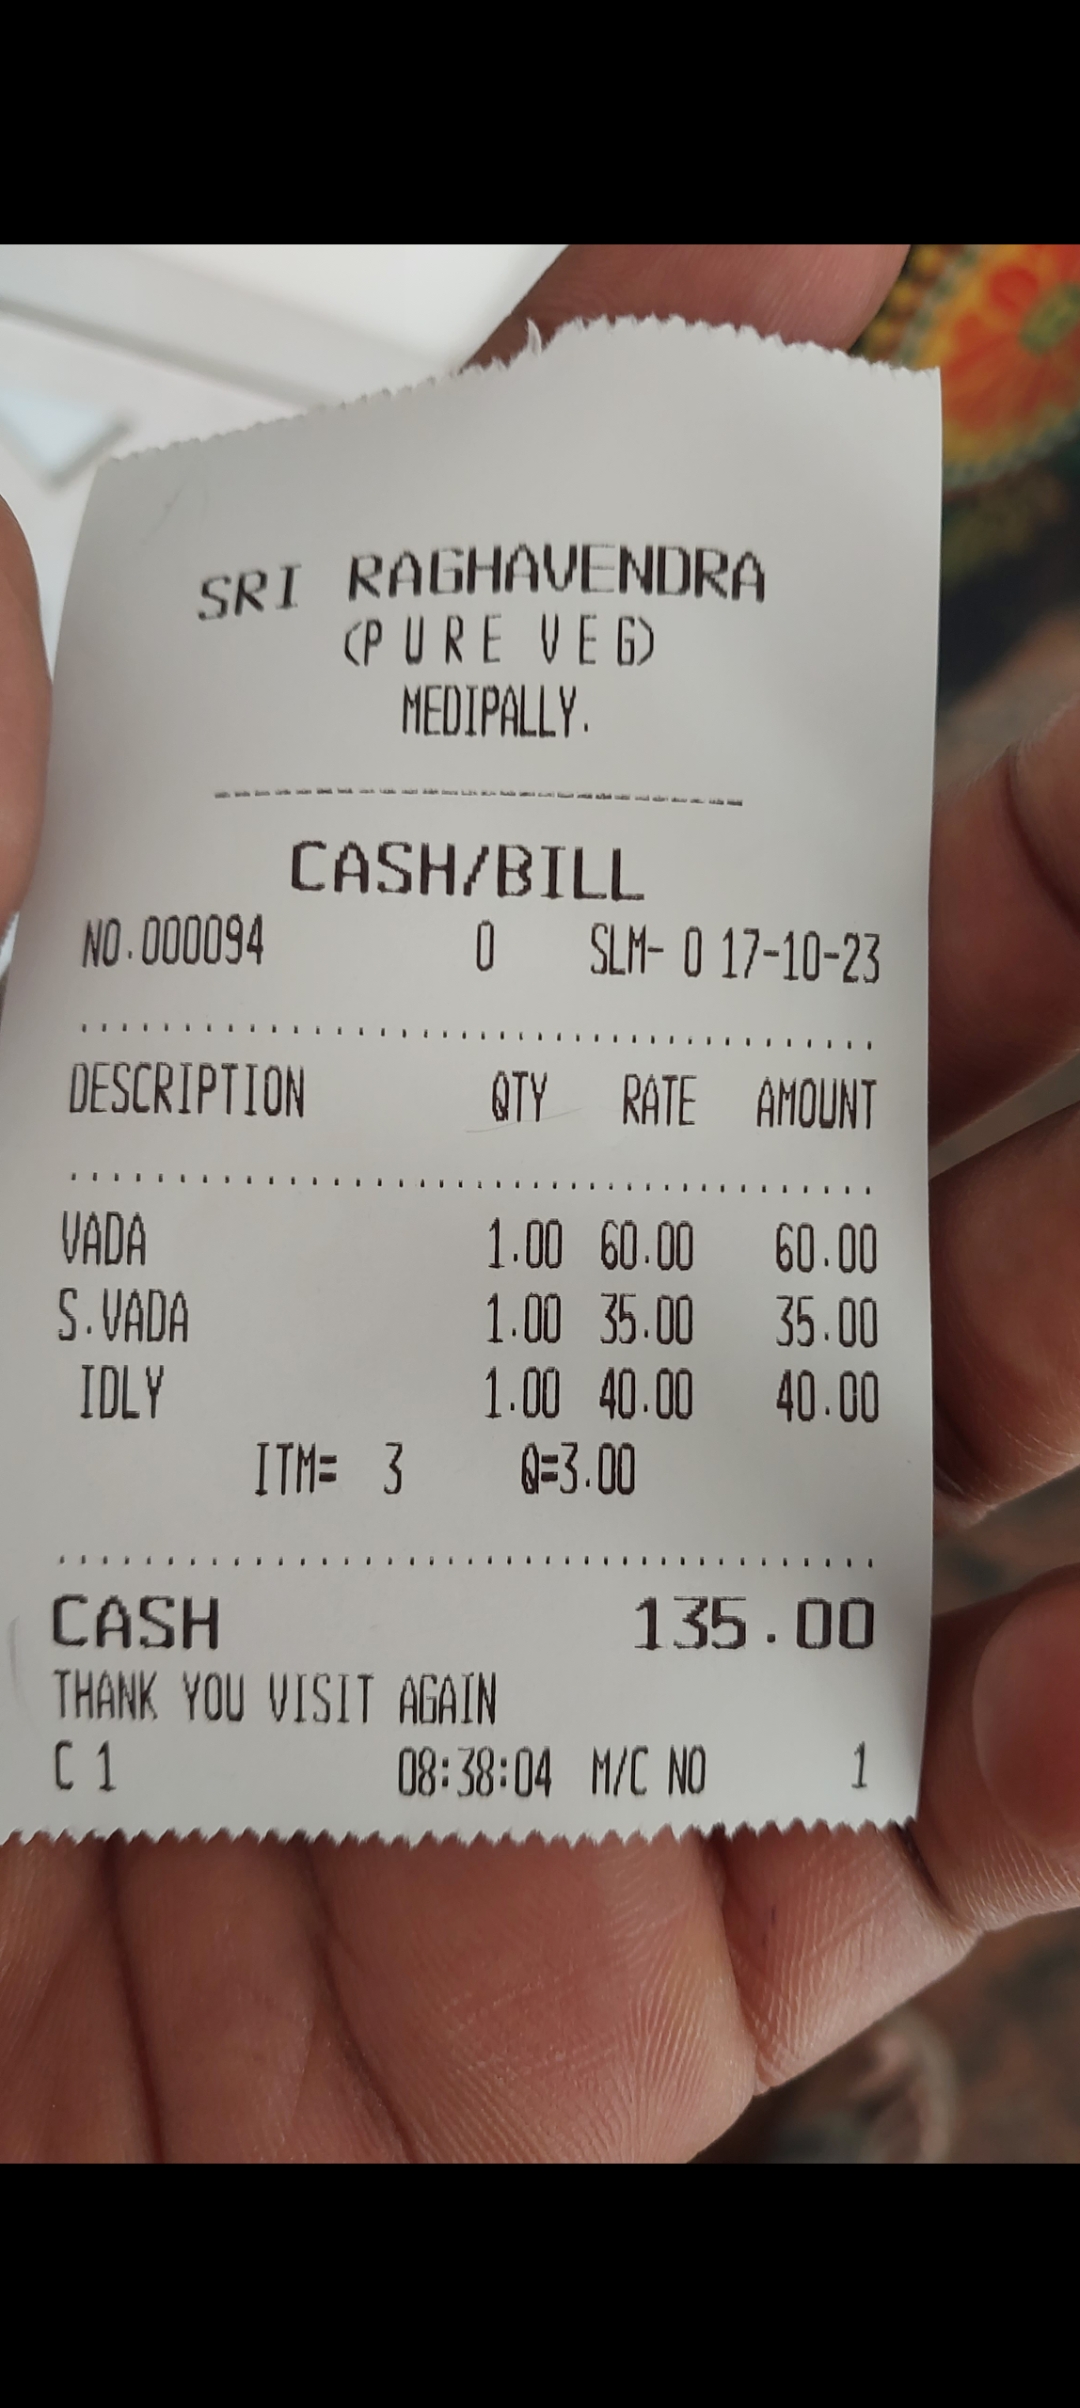 SRI RAGHAVENDRA
(PURE VEG)
MEDIPALLY.
CASH/BILL
NO.000094 0 SLM- 0 17-10-23
DESCRIPTION QTY RATE AMOUNT
VADA 1.00 60.00 60.00
S.VADA 1.00 35.00 35.00
IDLY 1.00 40.00 40.00
ITM= 3 Q=3.00
CASH 135.00
THANK YOU VISIT AGAIN
C 1 08:38:04 M/C NO 1